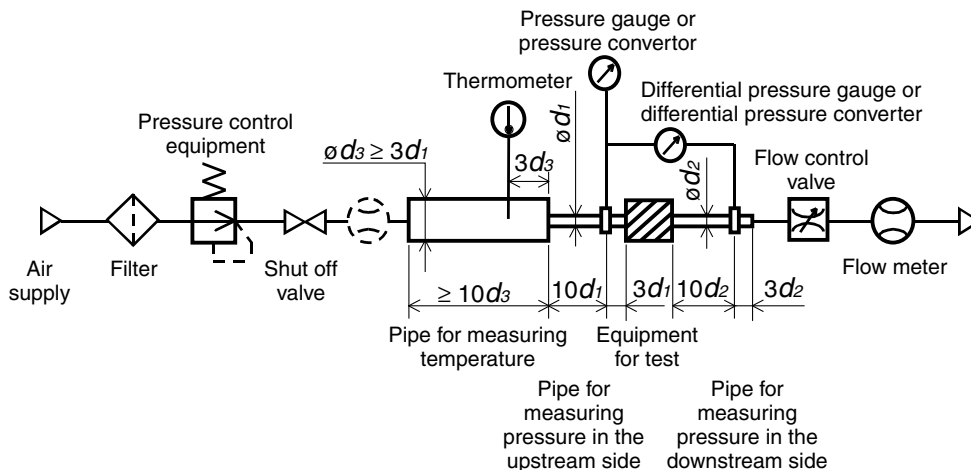 Pressure gauge or
pressure convertor
Thermometer
Differential pressure gauge or
differential pressure converter
Pressure control
equipment
ød1
ød3 ≥ 3d1
3d3
ød2
Flow control
valve
Air
supply
Filter
Shut off
valve
Flow meter
≥ 10d3
10d1
3d1
10d2
3d2
Pipe for measuring
temperature
Equipment
for test
Pipe for
measuring
pressure in the
upstream side
Pipe for
measuring
pressure in the
downstream side